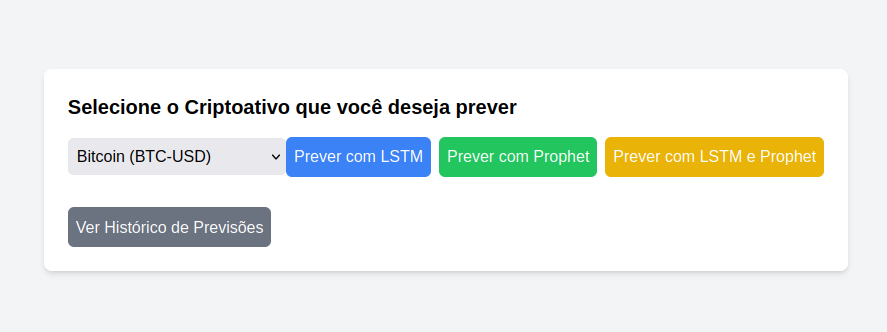 Selecione o Criptoativo que você deseja prever
Bitcoin (BTC-USD) Prever com LSTM Prever com Prophet Prever com LSTM e Prophet
Ver Histórico de Previsões